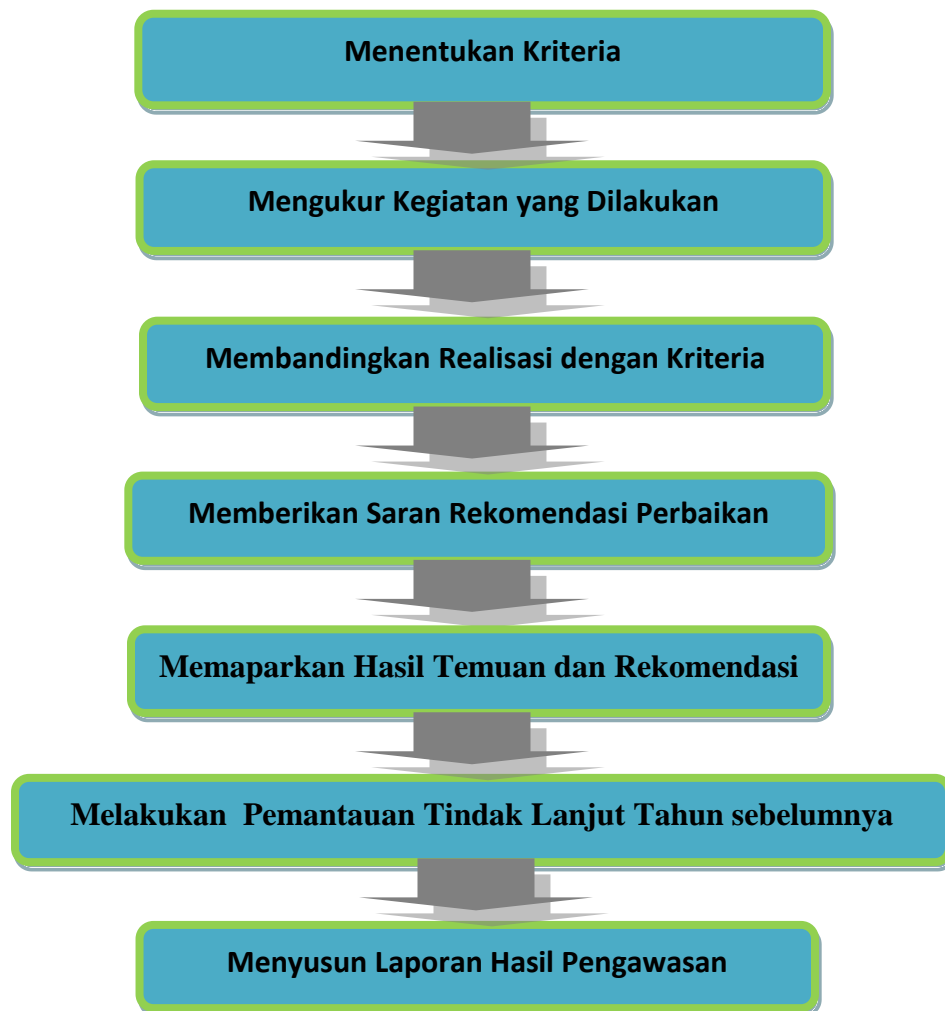 Menentukan Kriteria
Mengukur Kegiatan yang Dilakukan
Membandingkan Realisasi dengan Kriteria
Memberikan Saran Rekomendasi Perbaikan
Memaparkan Hasil Temuan dan Rekomendasi
Melakukan  Pemantauan Tindak Lanjut Tahun sebelumnya
Menyusun Laporan Hasil Pengawasan